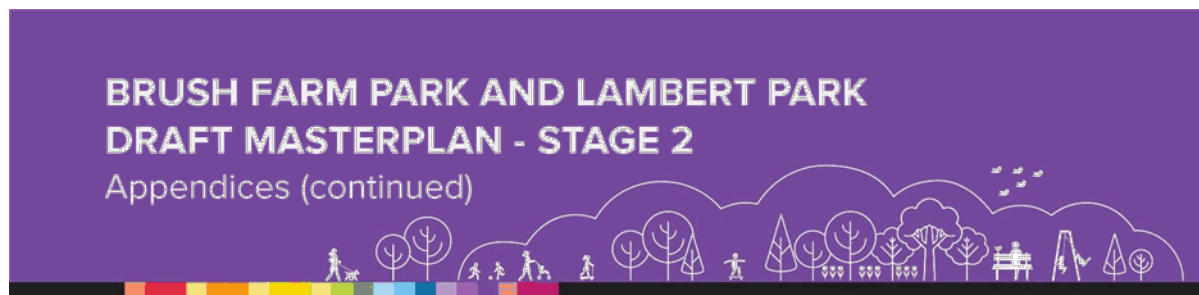 BRUSH FARM PARK AND LAMBERT PARK
DRAFT MASTERPLAN - STAGE 2
Appendices (continued)